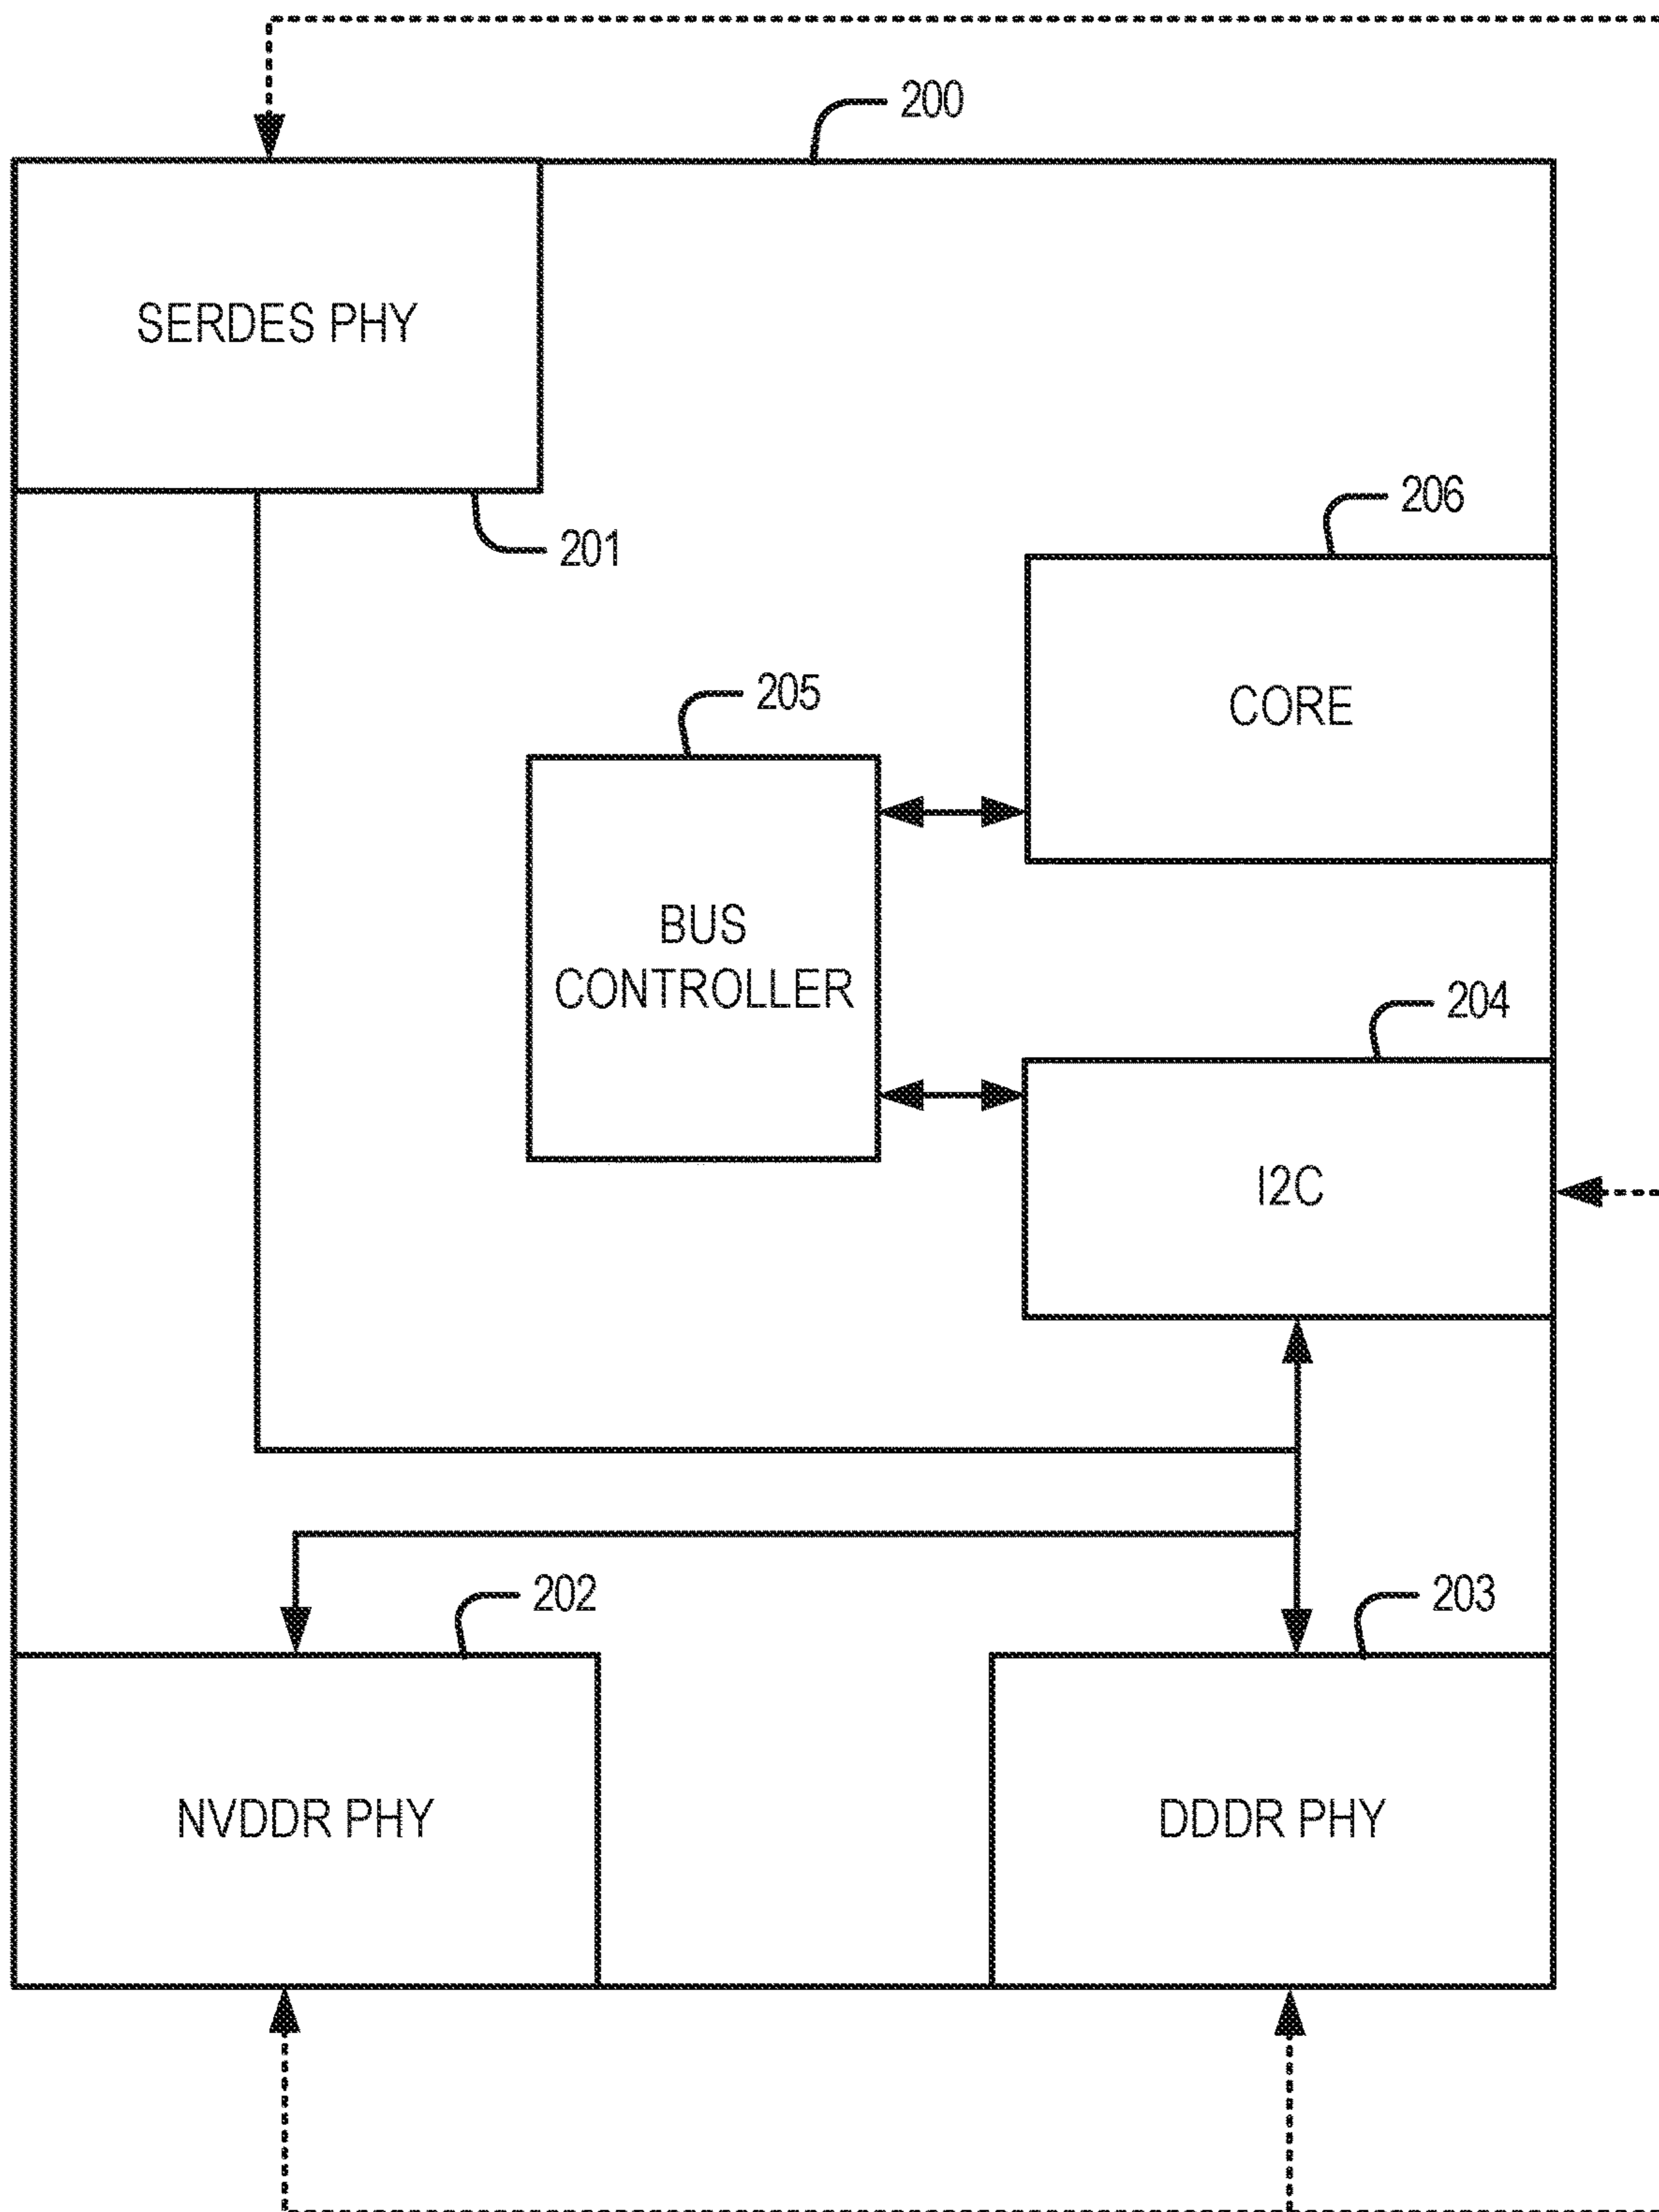 200
SERDES PHY
201
206
CORE
205
BUS
CONTROLLER
204
I2C
202
203
NVDDR PHY
DDDR PHY